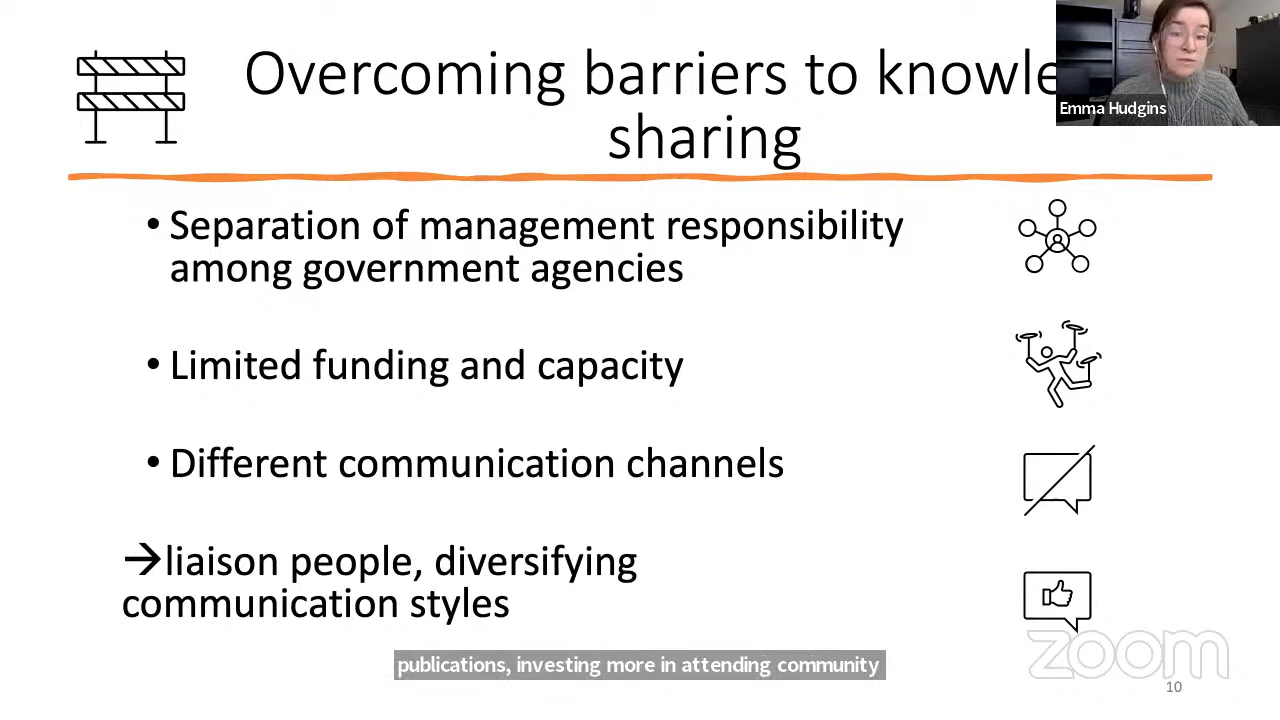 Overcoming barriers to knowle
sharing
Emma Hudgins
• Separation of management responsibility
among government agencies
• Limited funding and capacity
• Different communication channels
→liaison people, diversifying
communication styles
publications, investing more in attending community
zoom
10